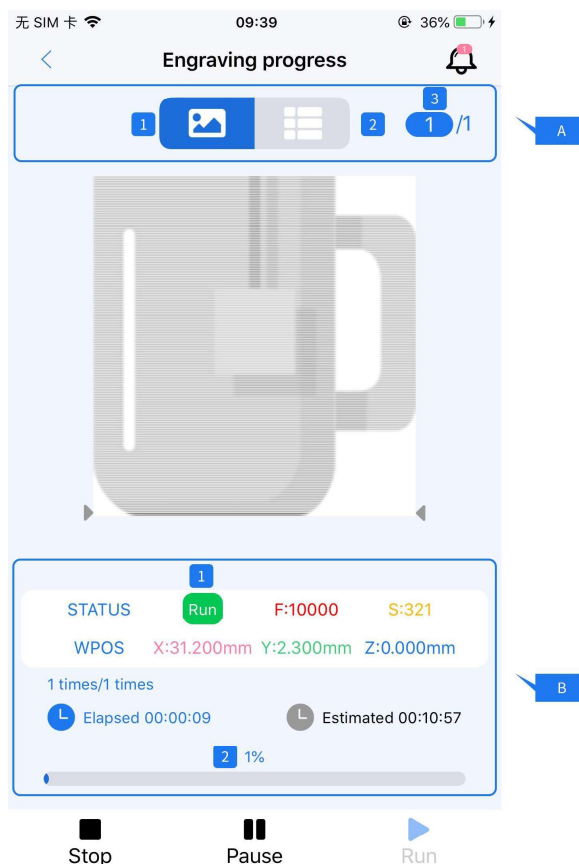 无 SIM 卡 09:39 36%
Engraving progress 1
3
1 2 1 /1
A
1
STATUS Run F:10000 S:321
WPOS X:31.200mm Y:2.300mm Z:0.000mm
B
1 times/1 times
Elapsed 00:00:09 Estimated 00:10:57
2 1%
Stop Pause Run